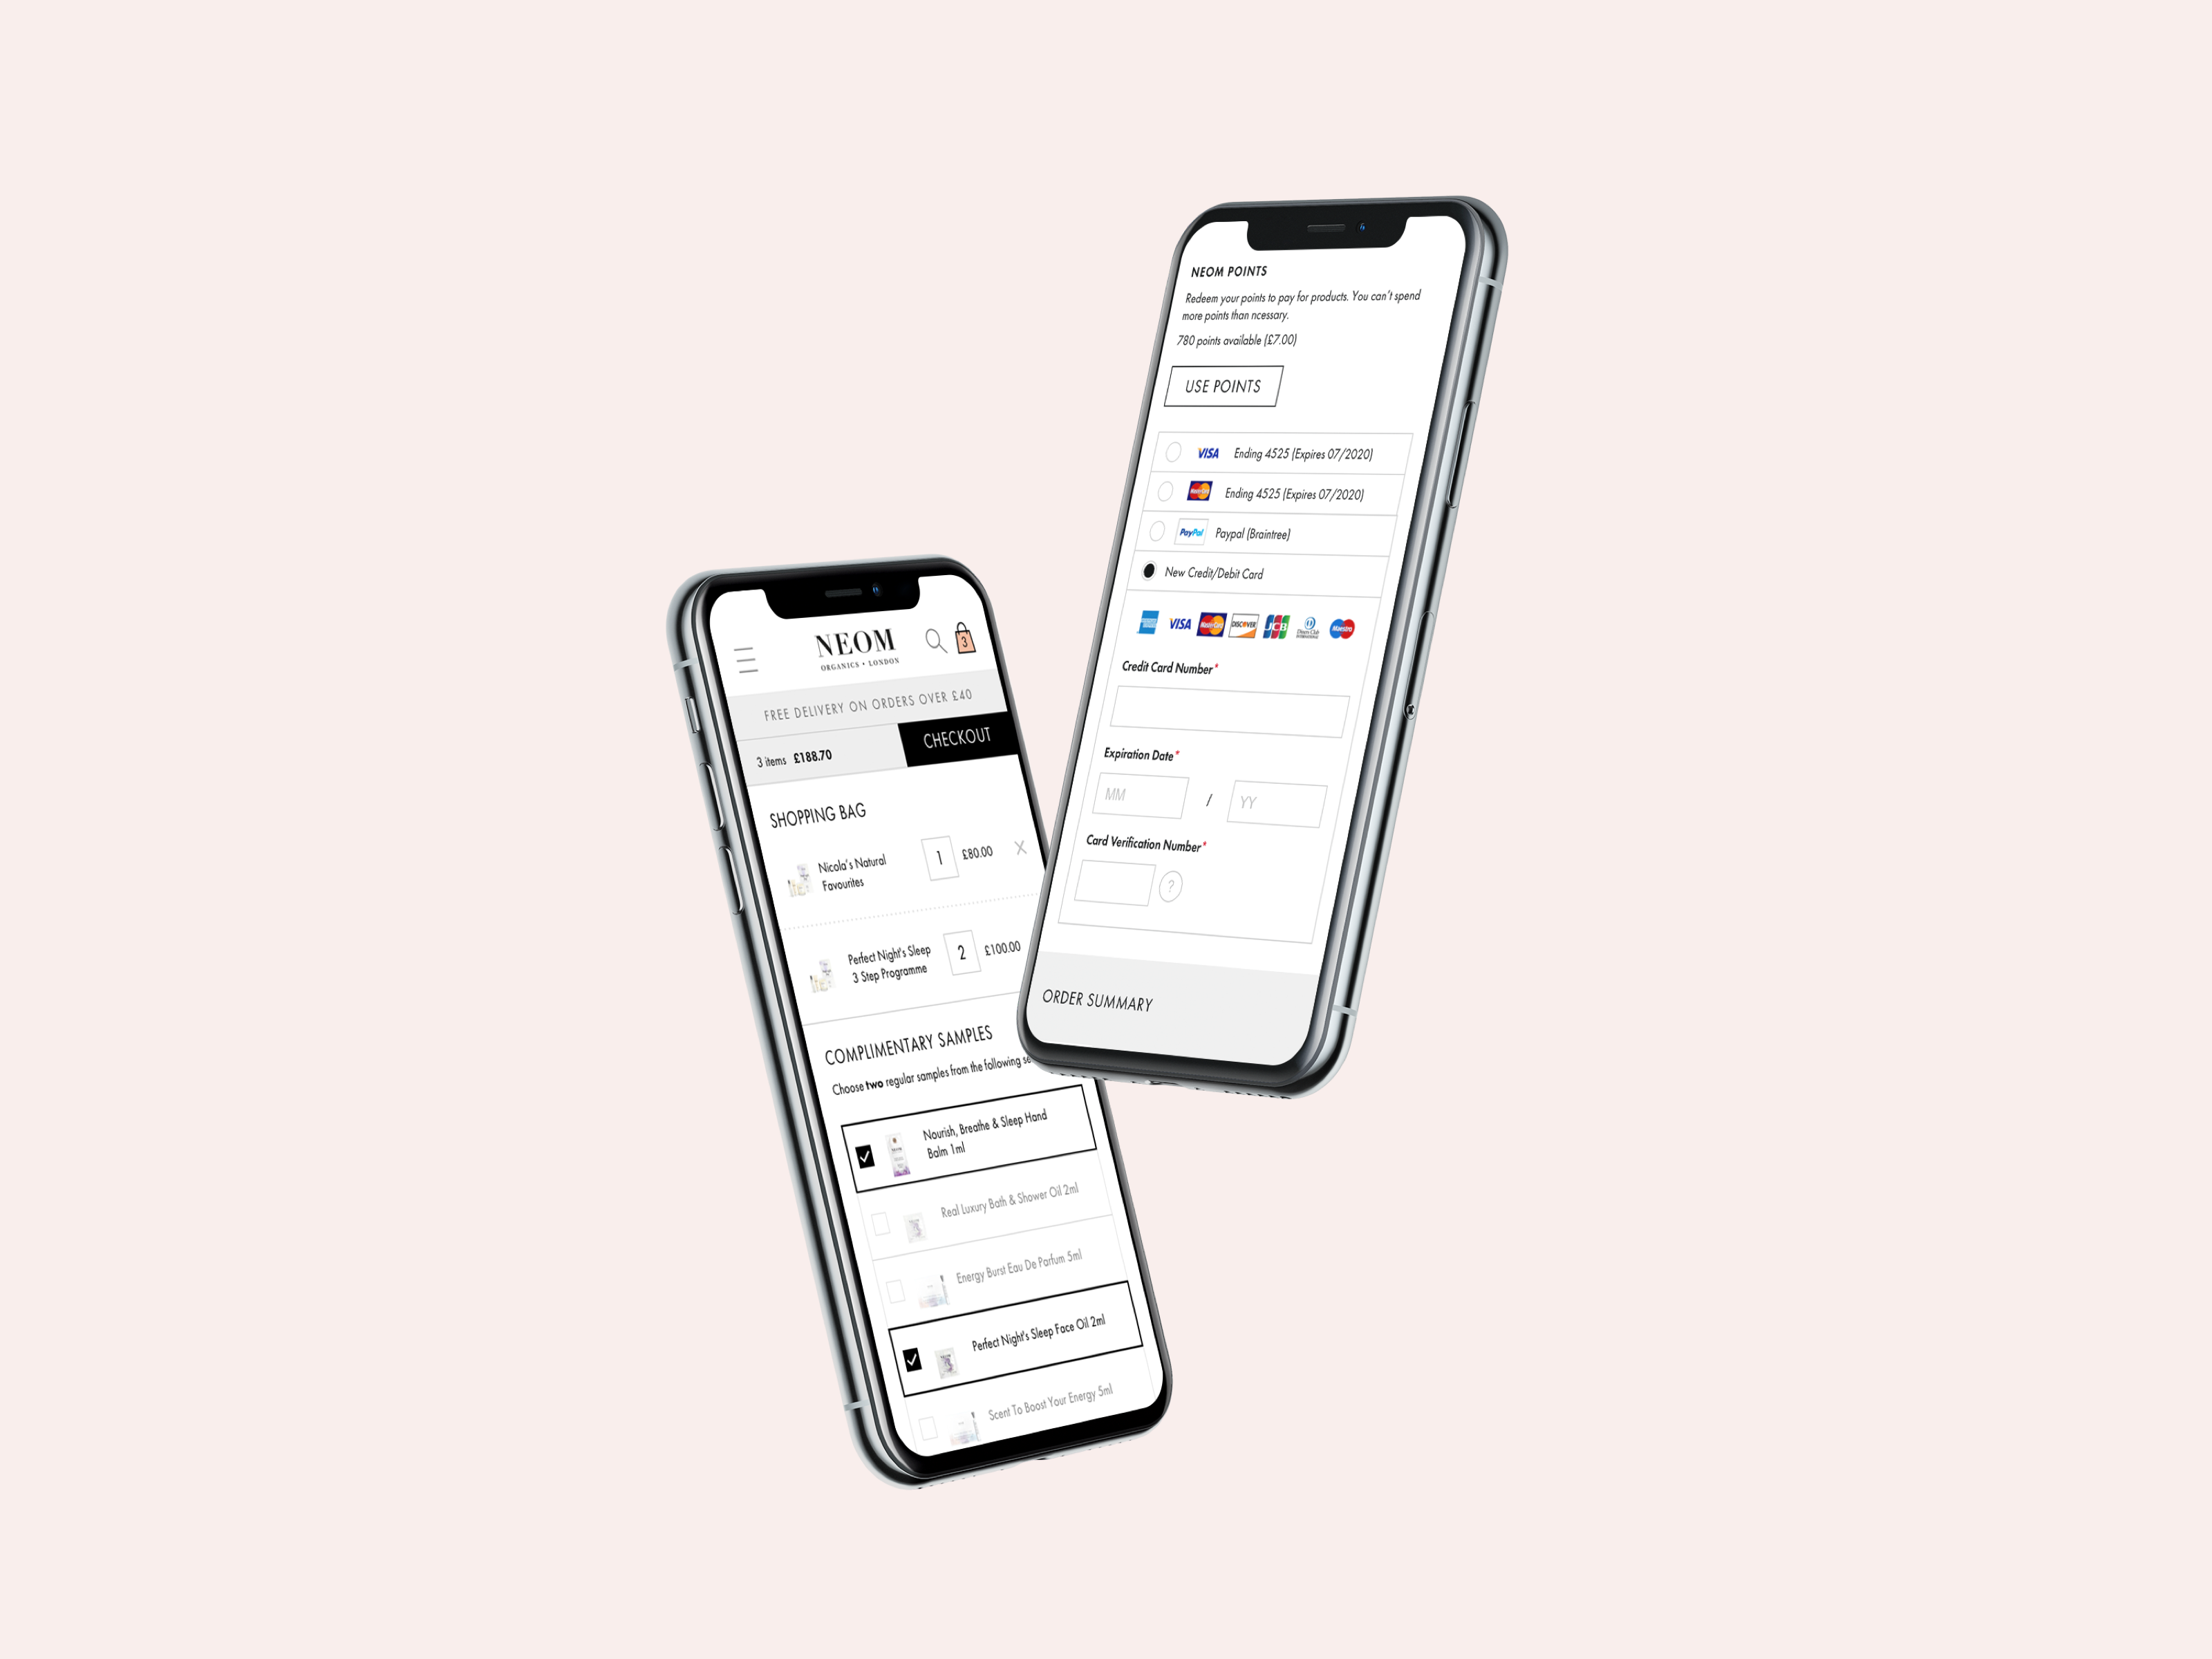 NEOM
ORGANICS • LONDON
3
FREE DELIVERY ON ORDERS OVER £40
3 items £188.70
CHECKOUT
SHOPPING BAG
Nicola's Natural
Favourites
1
£80.00
Perfect Night's Sleep
3 Step Programme
2
£100.00
COMPLIMENTARY SAMPLES
Choose two regular samples from the following
Nourish, Breathe & Sleep Hand
Balm 1ml
Real Luxury Bath & Shower Oil 2ml
Energy Burst Eau De Parfum 5ml
Perfect Night's Sleep Face Oil 2ml
Scent To Boost Your Energy 5ml
NEOM POINTS
Redeem your points to pay for products. You can't spend
more points than ncessary.
780 points available (£7.00)
USE POINTS
VISA Ending 4525 (Expires 07/2020)
MasterCard Ending 4525 (Expires 07/2020)
PayPal Paypal (Braintree)
New Credit/Debit Card
VISA MasterCard DISCOVER JCB Diners Club INTERNATIONAL Maestro
Credit Card Number*
Expiration Date*
MM / YY
Card Verification Number*
?
ORDER SUMMARY